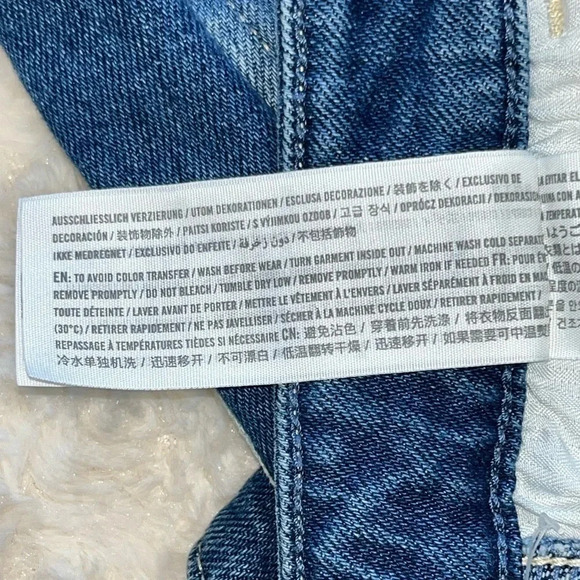 AUSSCHLIESSLICH VERZIERUNG / UTOM DEKORATIONEN / ESCLUSA DECORAZIONE / 装飾を除く / EXCLUSIVO DE
DECORACIÓN / 装饰物除外 / PAITSI KORISTE / S VÝJIMKOU OZDOB / 고급 장식 / OPRÓCZ DEKORACJI / DEKORASJON
IKKE MEDREGNET / EXCLUSIVO DO ENFEITE / دون زخرفة / 不包括飾物
EN: TO AVOID COLOR TRANSFER / WASH BEFORE WEAR / TURN GARMENT INSIDE OUT / MACHINE WASH COLD SEPARATE
REMOVE PROMPTLY / DO NOT BLEACH / TUMBLE DRY LOW / REMOVE PROMPTLY / WARM IRON IF NEEDED FR: POUR
TOUTE DÉTEINTE / LAVER AVANT DE PORTER / METTRE LE VÊTEMENT À L'ENVERS / LAVER SÉPARÉMENT À FROID EN
(30°C) / RETIRER RAPIDEMENT / NE PAS JAVELLISER / SÉCHER À LA MACHINE CYCLE DOUX / RETIRER RAPIDEMENT /
REPASSAGE À TEMPÉRATURES TIÈDES SI NÉCESSAIRE CN: 避免沾色 / 穿着前先洗涤 / 将衣物反面翻
冷水单独机洗 / 迅速移开 / 不可漂白 / 低温翻转干燥 / 迅速移开 / 如果需要可中温熨